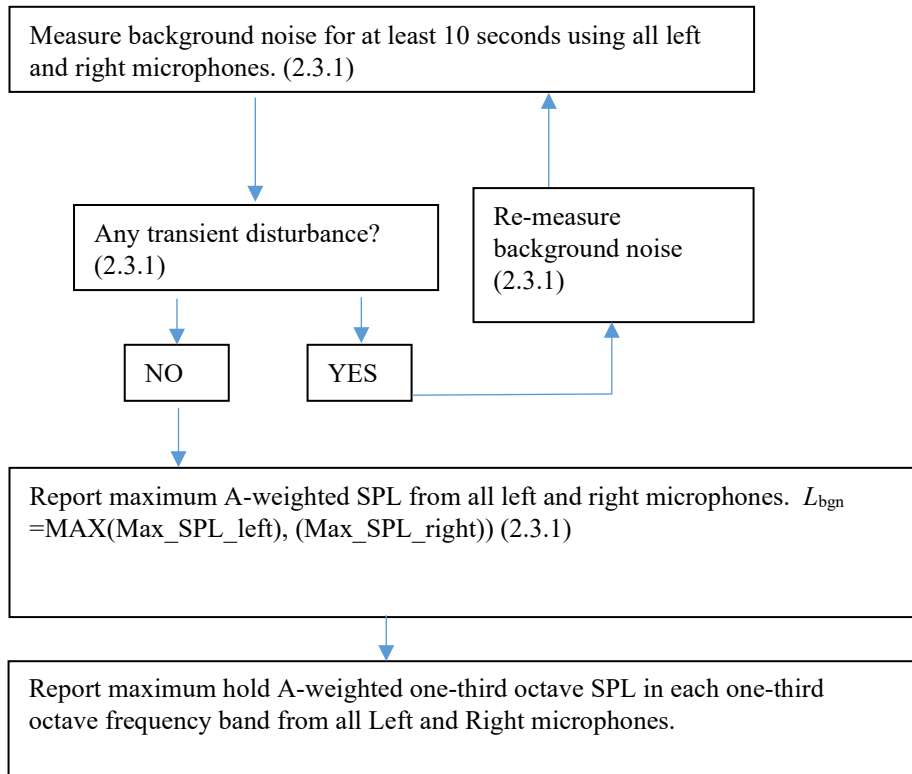 Measure background noise for at least 10 seconds using all left
and right microphones. (2.3.1)
Any transient disturbance?
(2.3.1)
Re-measure
background noise
(2.3.1)
NO
YES
Report maximum A-weighted SPL from all left and right microphones.  Lbgn
=MAX(Max_SPL_left), (Max_SPL_right)) (2.3.1)
Report maximum hold A-weighted one-third octave SPL in each one-third
octave frequency band from all Left and Right microphones.